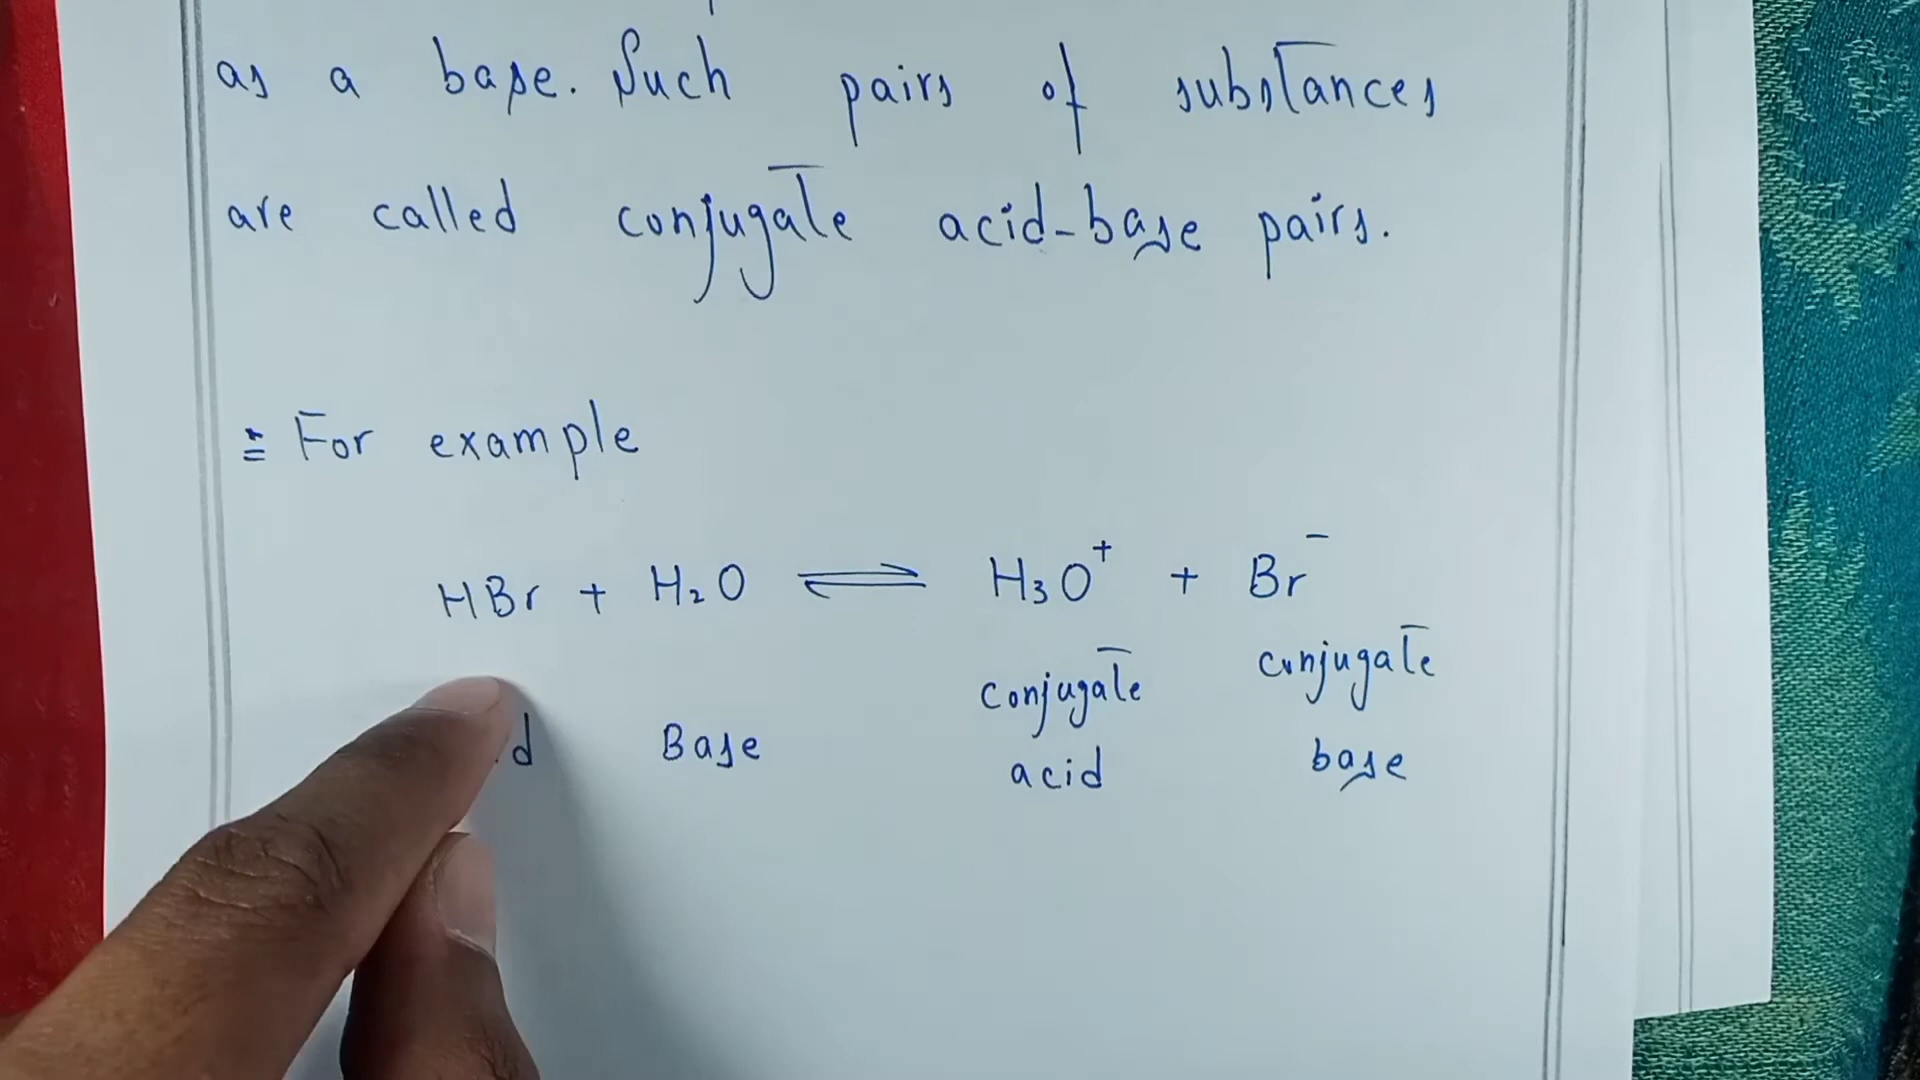 as a base. Such pairs of substances
are called conjugate acid-base pairs.
For example
HBr + H₂O ⇌ H₃O⁺ + Br⁻
conjugate conjugate
Base acid base